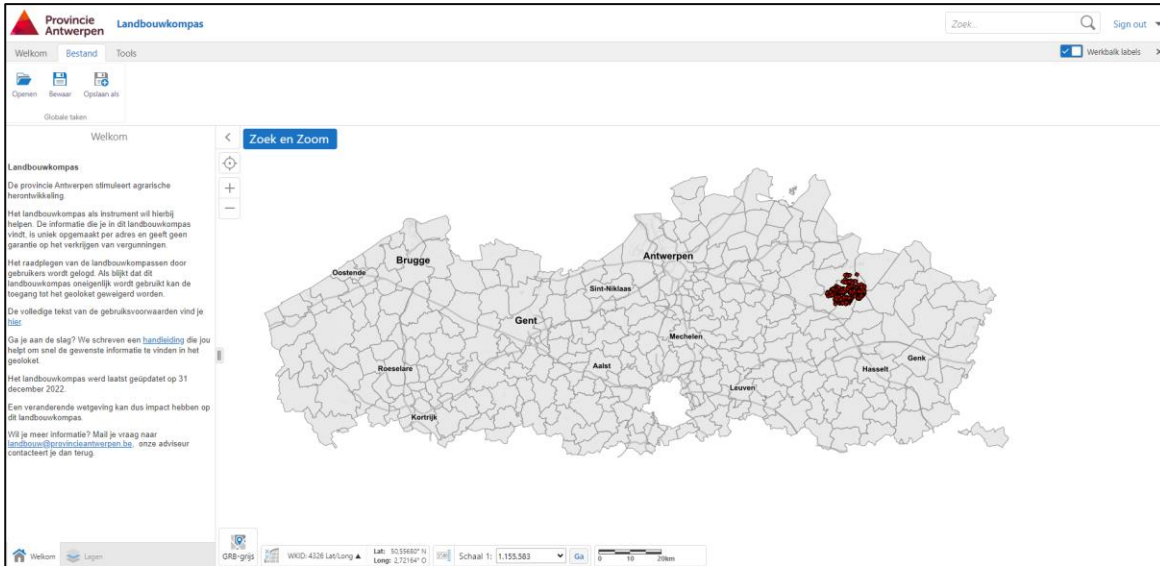 Provincie
Antwerpen
Landbouwkompas
Zoek..
Sign out
Welkom
Bestand
Tools
Werkbalk labels
Openen
Bewaar
Opslaan als
Globale taken
Welkom
Landbouwkompas
De provincie Antwerpen stimuleert agrarische
herontwikkeling.
Het landbouwkompas als instrument wil hierbij
helpen. De informatie die je in dit landbouwkompas
vindt, is uniek opgemaakt per adres en geeft geen
garantie op het verkrijgen van vergunningen.
Het raadplegen van de landbouwkompassen door
gebruikers wordt gelogd. Als blijkt dat dit
landbouwkompas oneigenlijk wordt gebruikt kan de
toegang tot het geoloket geweigerd worden.
De volledige tekst van de gebruiksvoorwaarden vind je
hier.
Ga je aan de slag? We schreven een handleiding die jou
helpt om snel de gewenste informatie te vinden in het
geoloket.
Het landbouwkompas werd laatst geüpdatet op 31
december 2022.
Een veranderende wetgeving kan dus impact hebben op
dit landbouwkompas.
Wil je meer informatie? Mail je vraag naar
landbouw@provincieantwerpen.be, onze adviseur
contacteert je dan terug.
Welkom
Lagen
Zoek en Zoom
Brugge
Oostende
Antwerpen
Sint-Niklaas
Gent
Mechelen
Roeselare
Aalst
Genk
Hasselt
Leuven
Kortrijk
GRB-grijs
WKID: 4326 Lat/Long
Lat: 50,55680° N
Long: 2,72164° O
Schaal 1:
1.155.583
Ga
0 10 20km